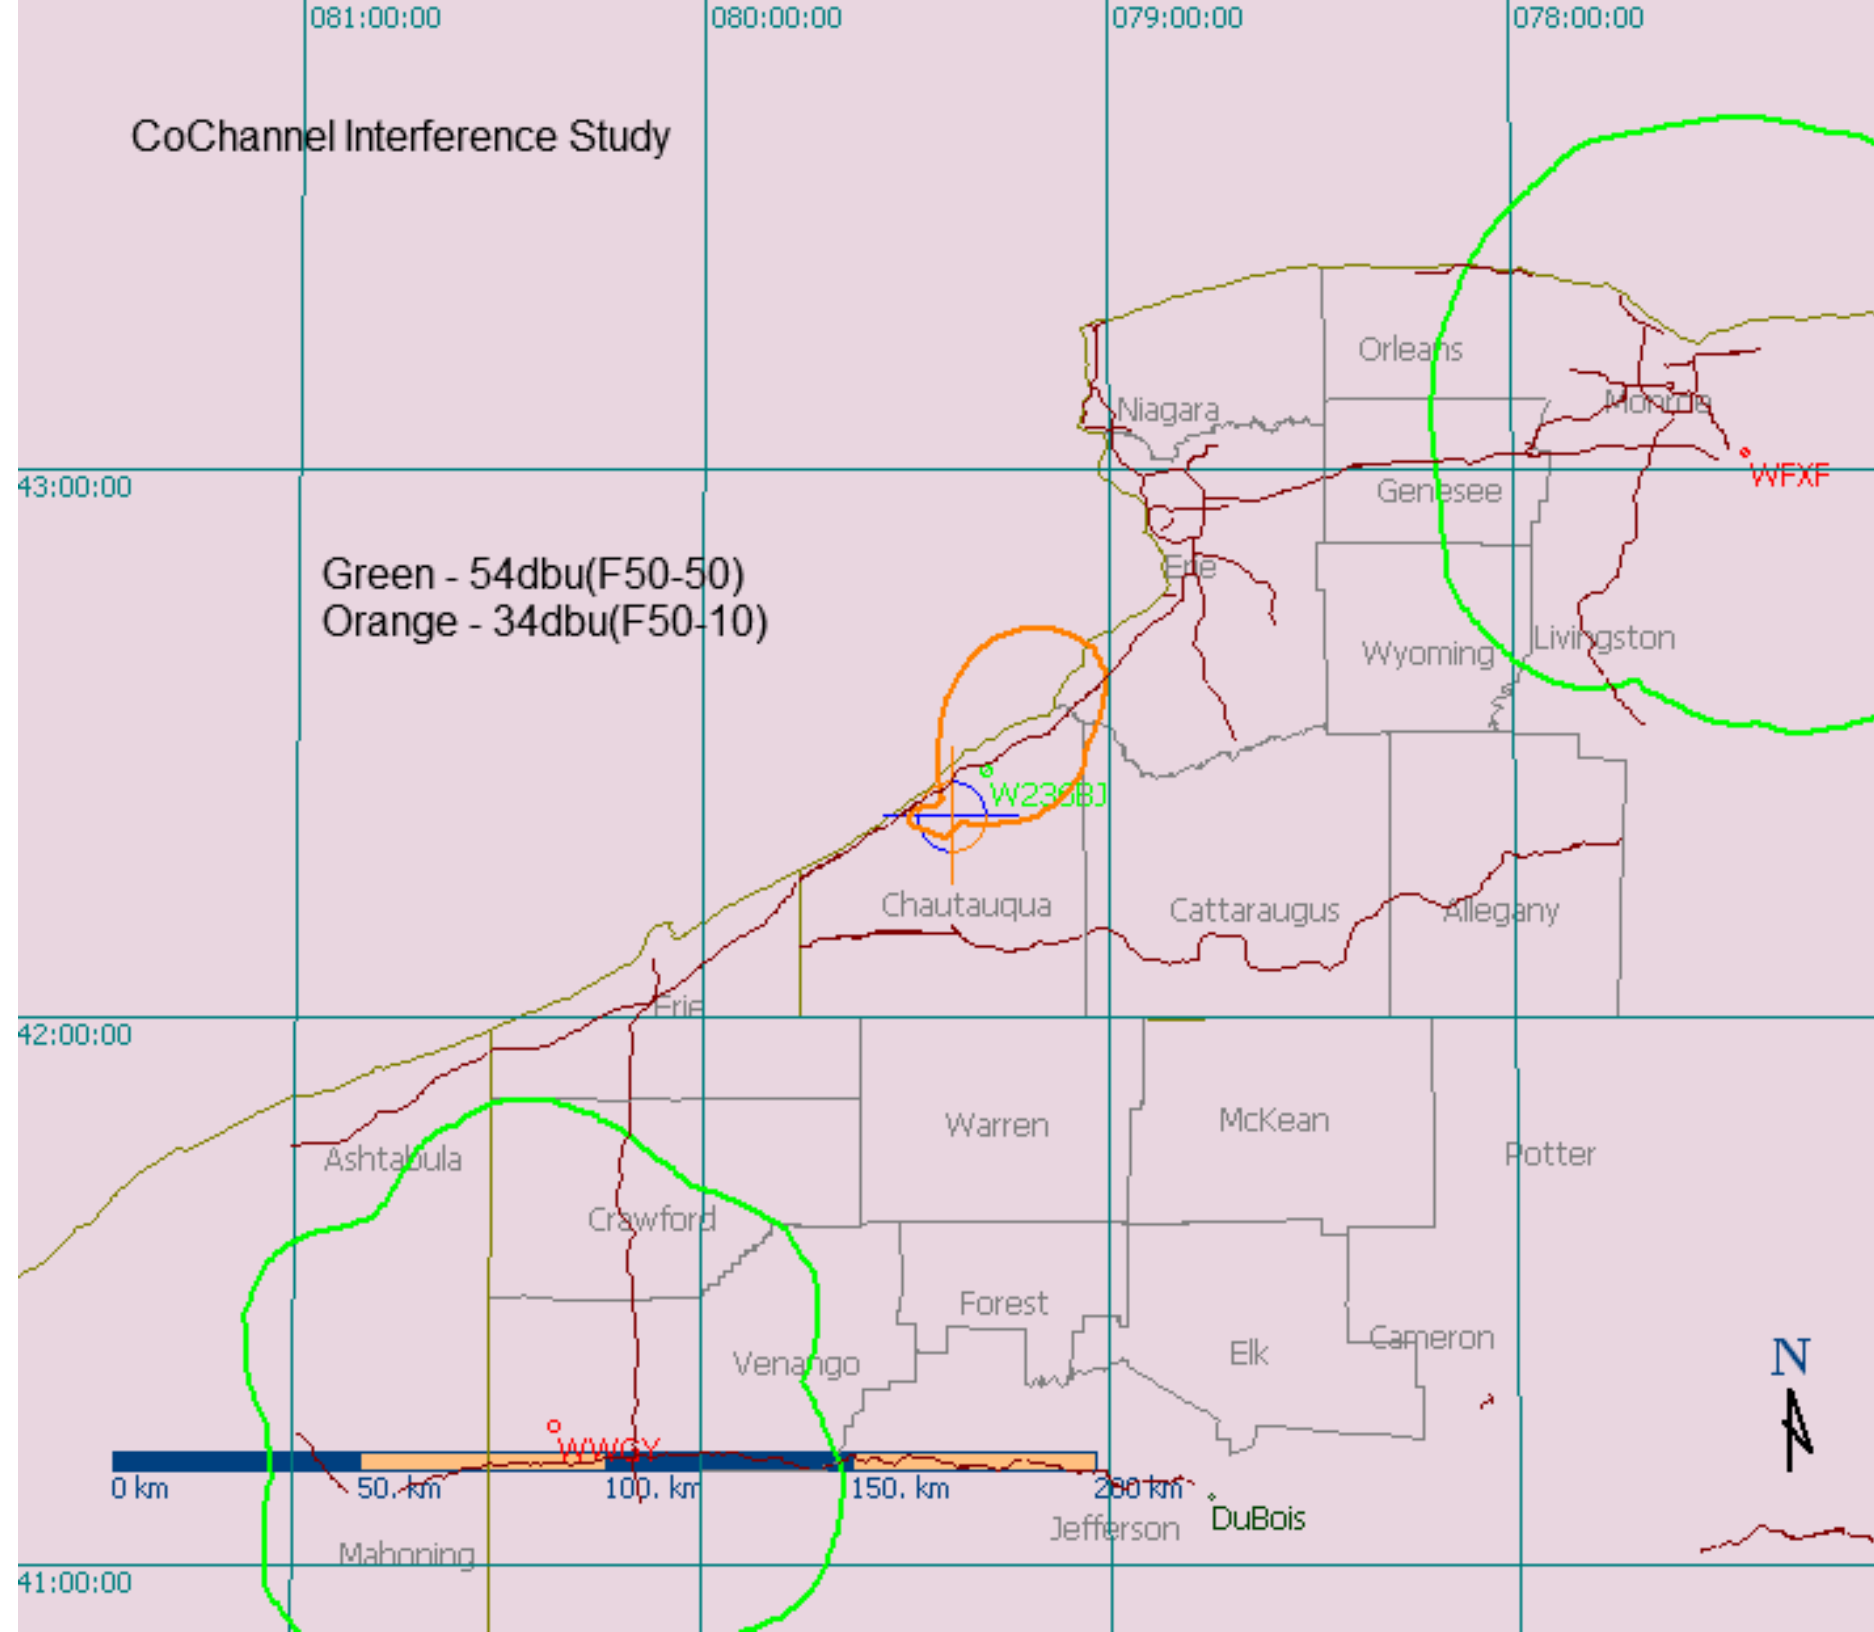 081:00:00
080:00:00
079:00:00
078:00:00
CoChannel Interference Study
Orleans
Niagara
Monroe
WFXF
43:00:00
Genesee
Green - 54dbu(F50-50)
Erie
Orange - 34dbu(F50-10)
Livingston
Wyoming
W236BJ
Chautauqua
Cattaraugus
Allegany
Erie
42:00:00
Warren
McKean
Ashtabula
Potter
Crawford
Forest
Cameron
Elk
Venango
N
WWGY
0 km
50. km
100. km
150. km
200 km
DuBois
Jefferson
Mahoning
41:00:00